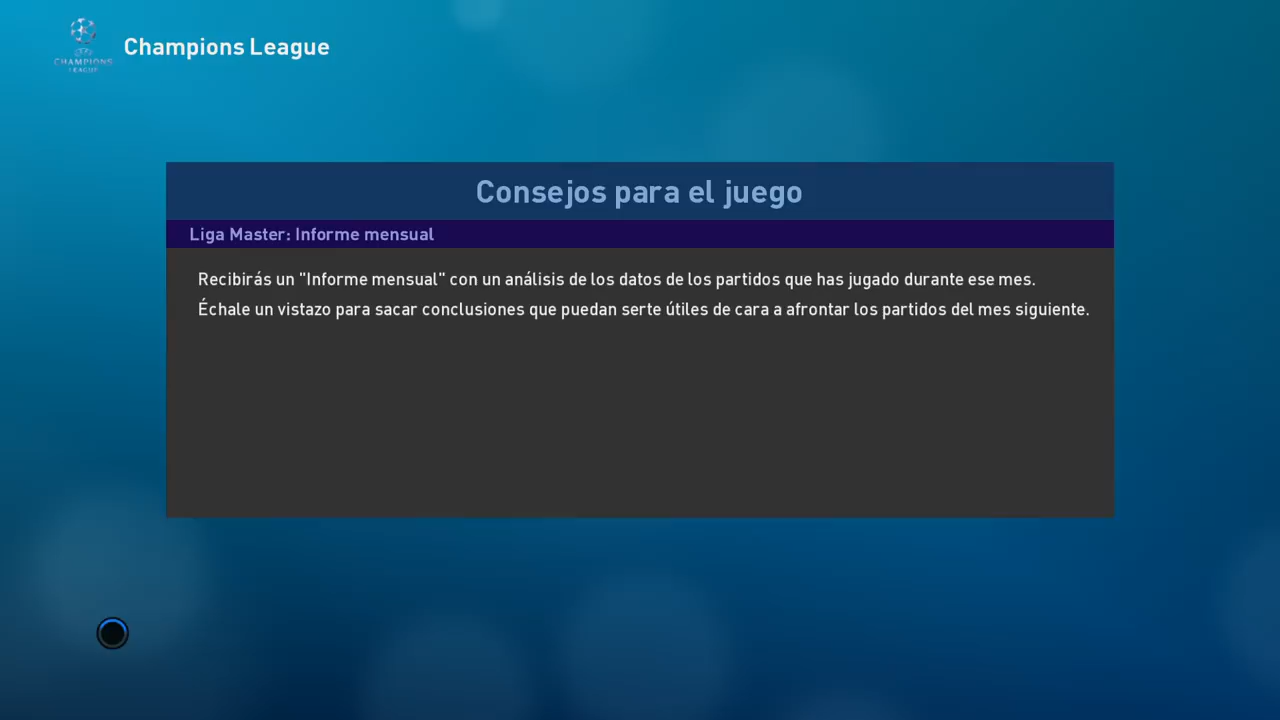 CHAMPIONS
LEAGUE
Champions League
Consejos para el juego
Liga Master: Informe mensual
Recibirás un "Informe mensual" con un análisis de los datos de los partidos que has jugado durante ese mes.
Échale un vistazo para sacar conclusiones que puedan serte útiles de cara a afrontar los partidos del mes siguiente.